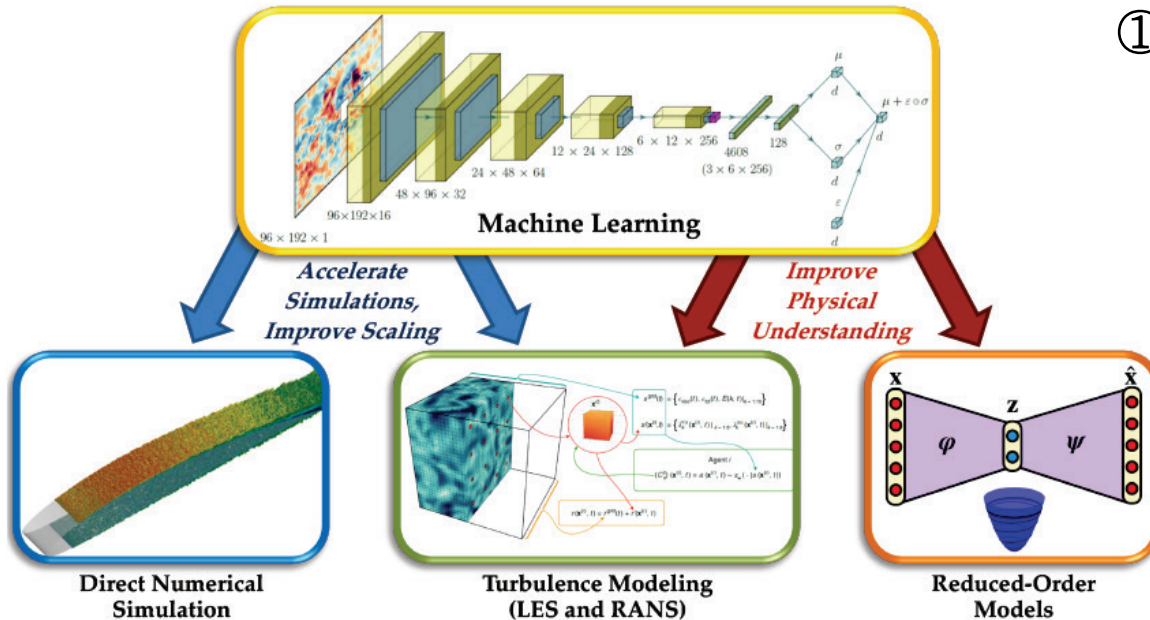 ①
μ
d
μ + ε ∘ σ
d
σ
d
ε
d
6 × 12 × 256
128
12 × 24 × 128
4608
(3 × 6 × 256)
24 × 48 × 64
48 × 96 × 32
96×192×16
96 × 192 × 1
Machine Learning
Accelerate
Simulations,
Improve Scaling
Improve
Physical
Understanding
Agent i
x
x̂
z
φ
ψ
Direct Numerical
Simulation
Turbulence Modeling
(LES and RANS)
Reduced-Order
Models